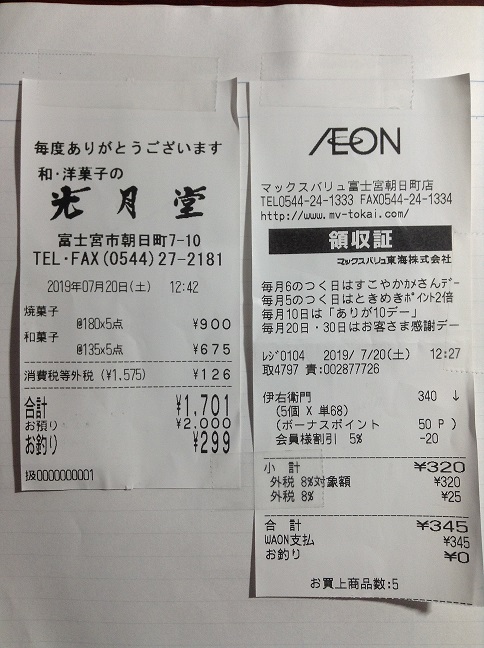 毎度ありがとうございます
和・洋菓子の
光月堂
富士宮市朝日町7-10
TEL・FAX(0544)27-2181
2019年07月20日(土) 12:42
焼菓子
@180x5点 ¥900
和菓子
@135x5点 ¥675
消費税等外税 (¥1,575) ¥126
合計 ¥1,701
お預り ¥2,000
お釣り ¥299
扱0000000001
ÆON
マックスバリュ富士宮朝日町店
TEL0544-24-1333 FAX0544-24-1334
http://www.mv-tokai.com/
領収証
マックスバリュ東海株式会社
毎月6のつく日はすこやかカメさんデー
毎月5のつく日はときめきポイント2倍
毎月10日は「ありが10デー」
毎月20日・30日はお客さま感謝デー
レジ0104 2019/ 7/20(土) 12:27
取4797 責:002877726
伊右衛門 340 ↓
(5個 X 単68)
(ボーナスポイント 50 P )
会員様割引 5% -20
小 計 ¥320
外税 8%対象額 ¥320
外税 8% ¥25
合 計 ¥345
WAON支払 ¥345
お釣り ¥0
お買上商品数:5